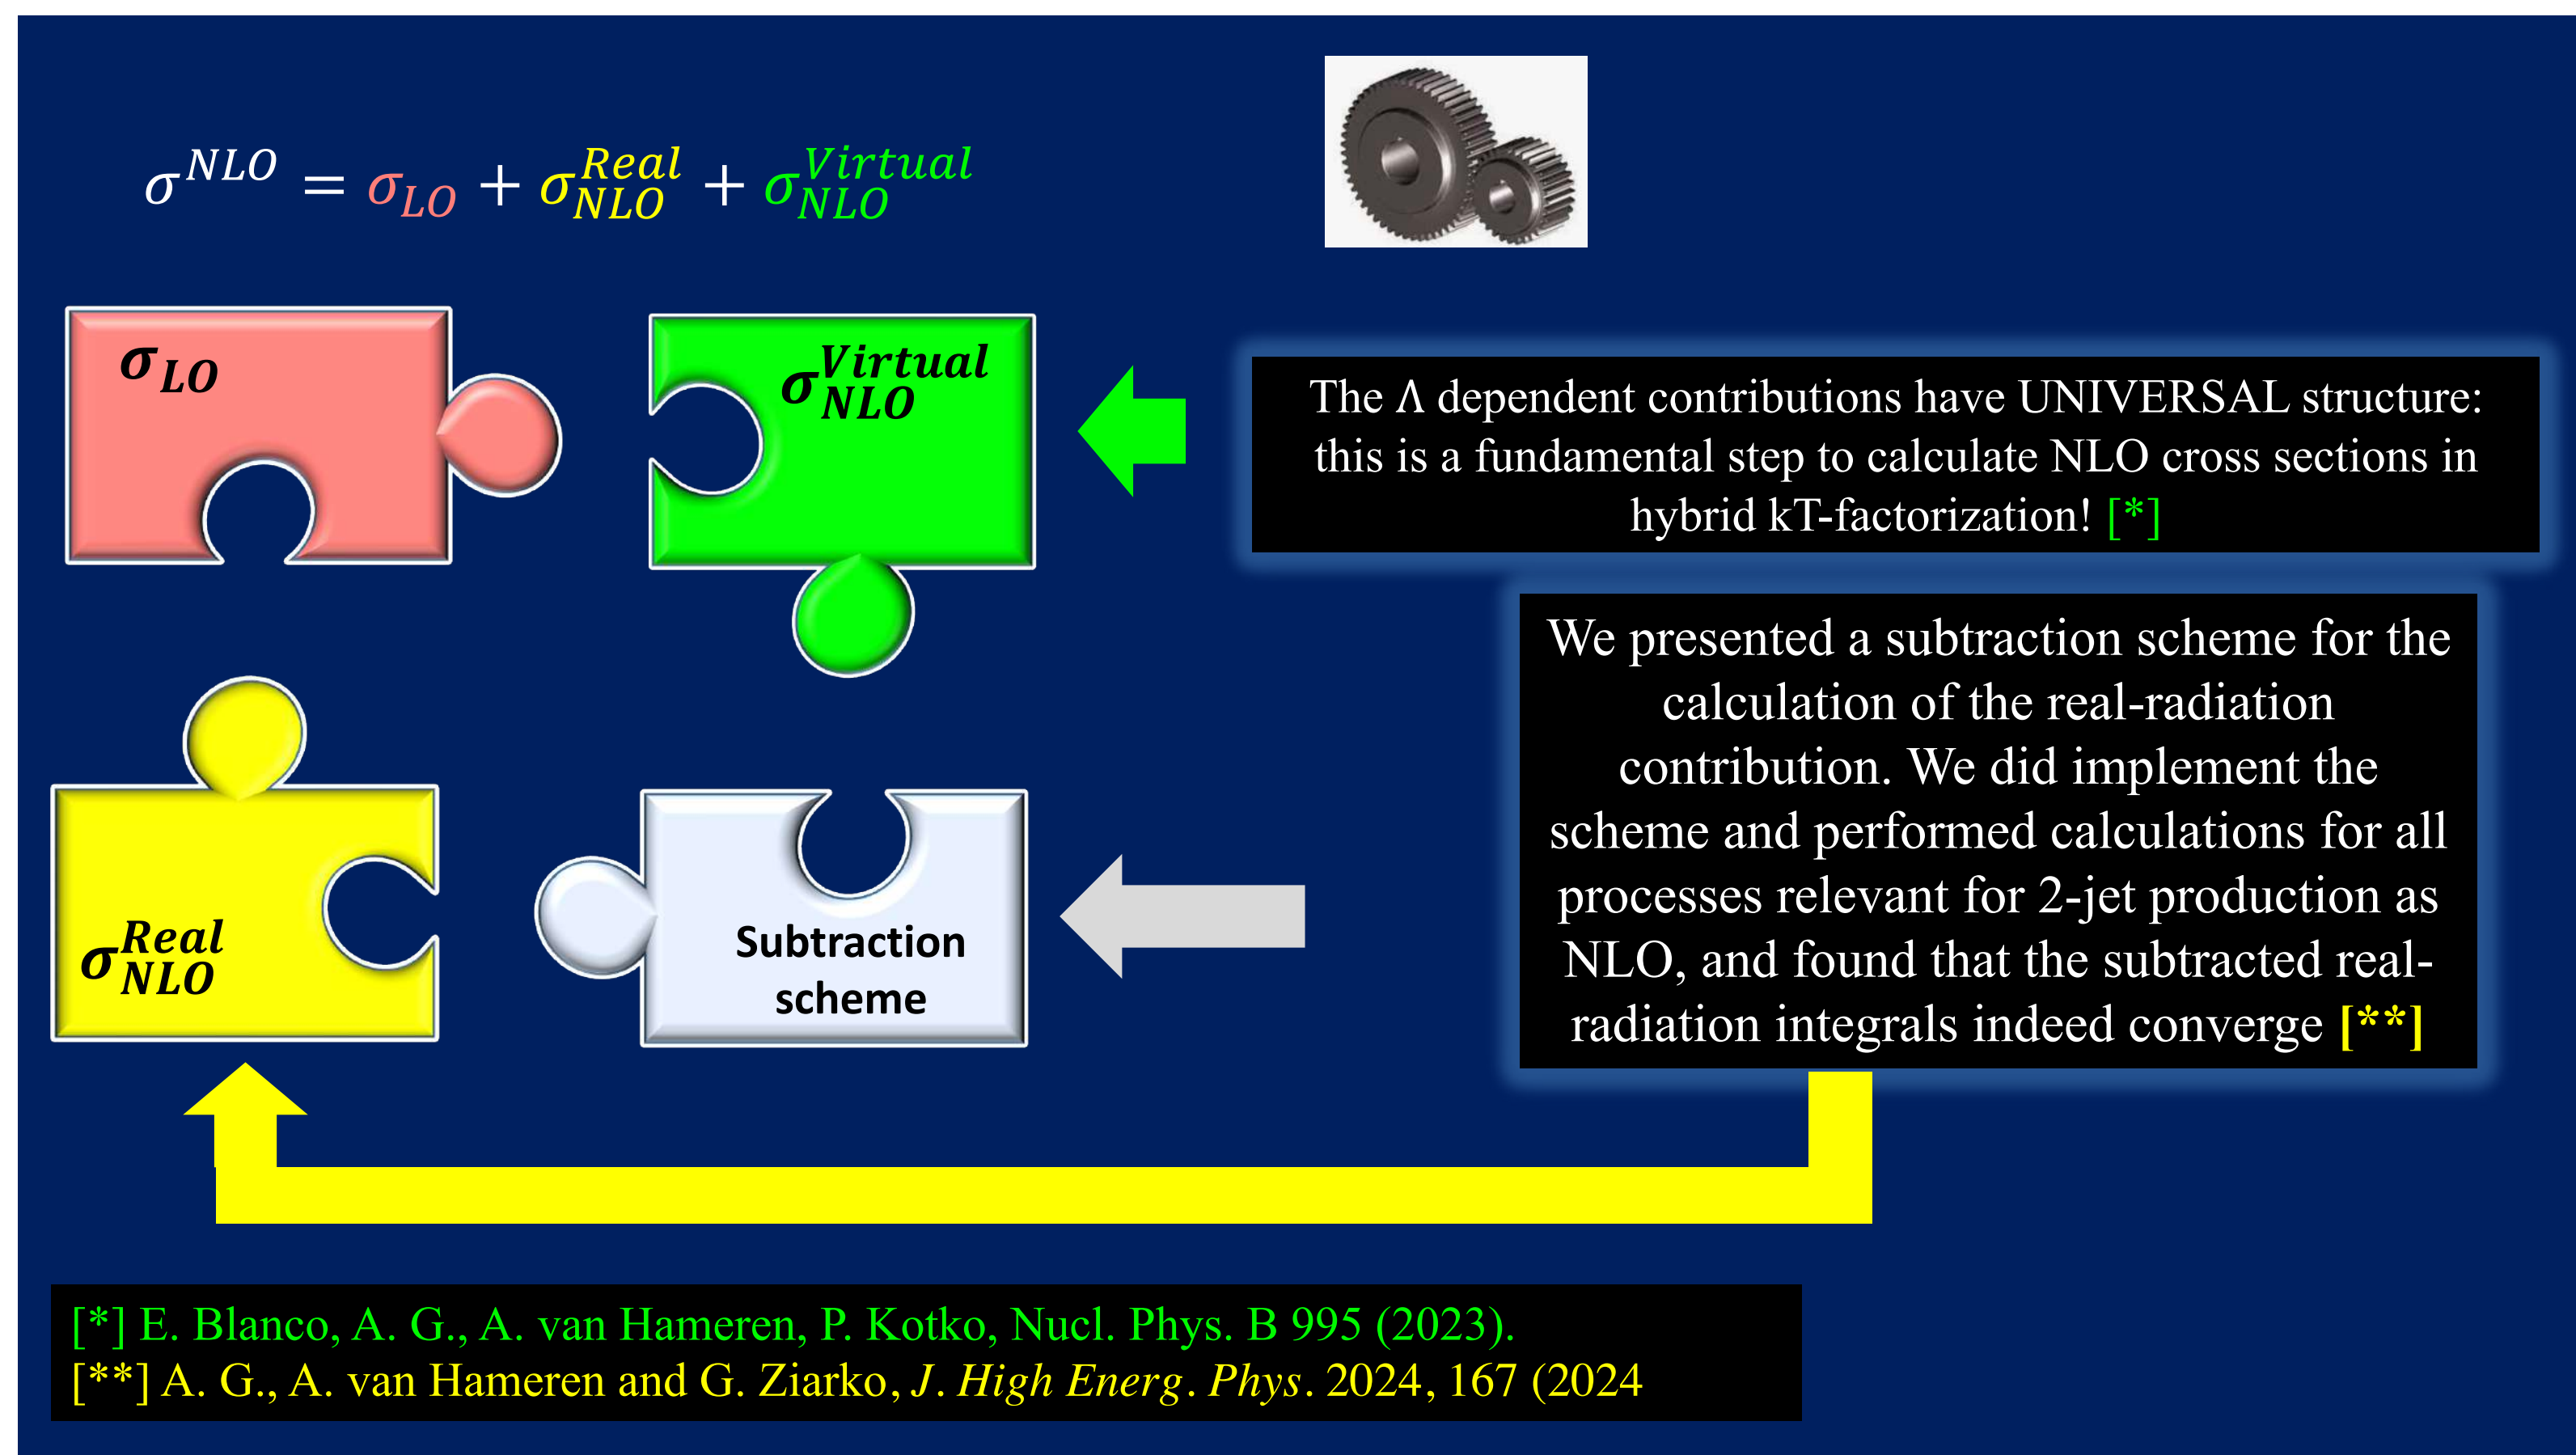 σ^NLO = σ_LO + σ_NLO^Real + σ_NLO^Virtual
σ_LO
σ_NLO^Virtual
The Λ dependent contributions have UNIVERSAL structure:
this is a fundamental step to calculate NLO cross sections in
hybrid kT-factorization! [*]
We presented a subtraction scheme for the
calculation of the real-radiation
contribution. We did implement the
scheme and performed calculations for all
processes relevant for 2-jet production as
NLO, and found that the subtracted real-
radiation integrals indeed converge [**]
σ_NLO^Real
Subtraction
scheme
[*] E. Blanco, A. G., A. van Hameren, P. Kotko, Nucl. Phys. B 995 (2023).
[**] A. G., A. van Hameren and G. Ziarko, J. High Energ. Phys. 2024, 167 (2024